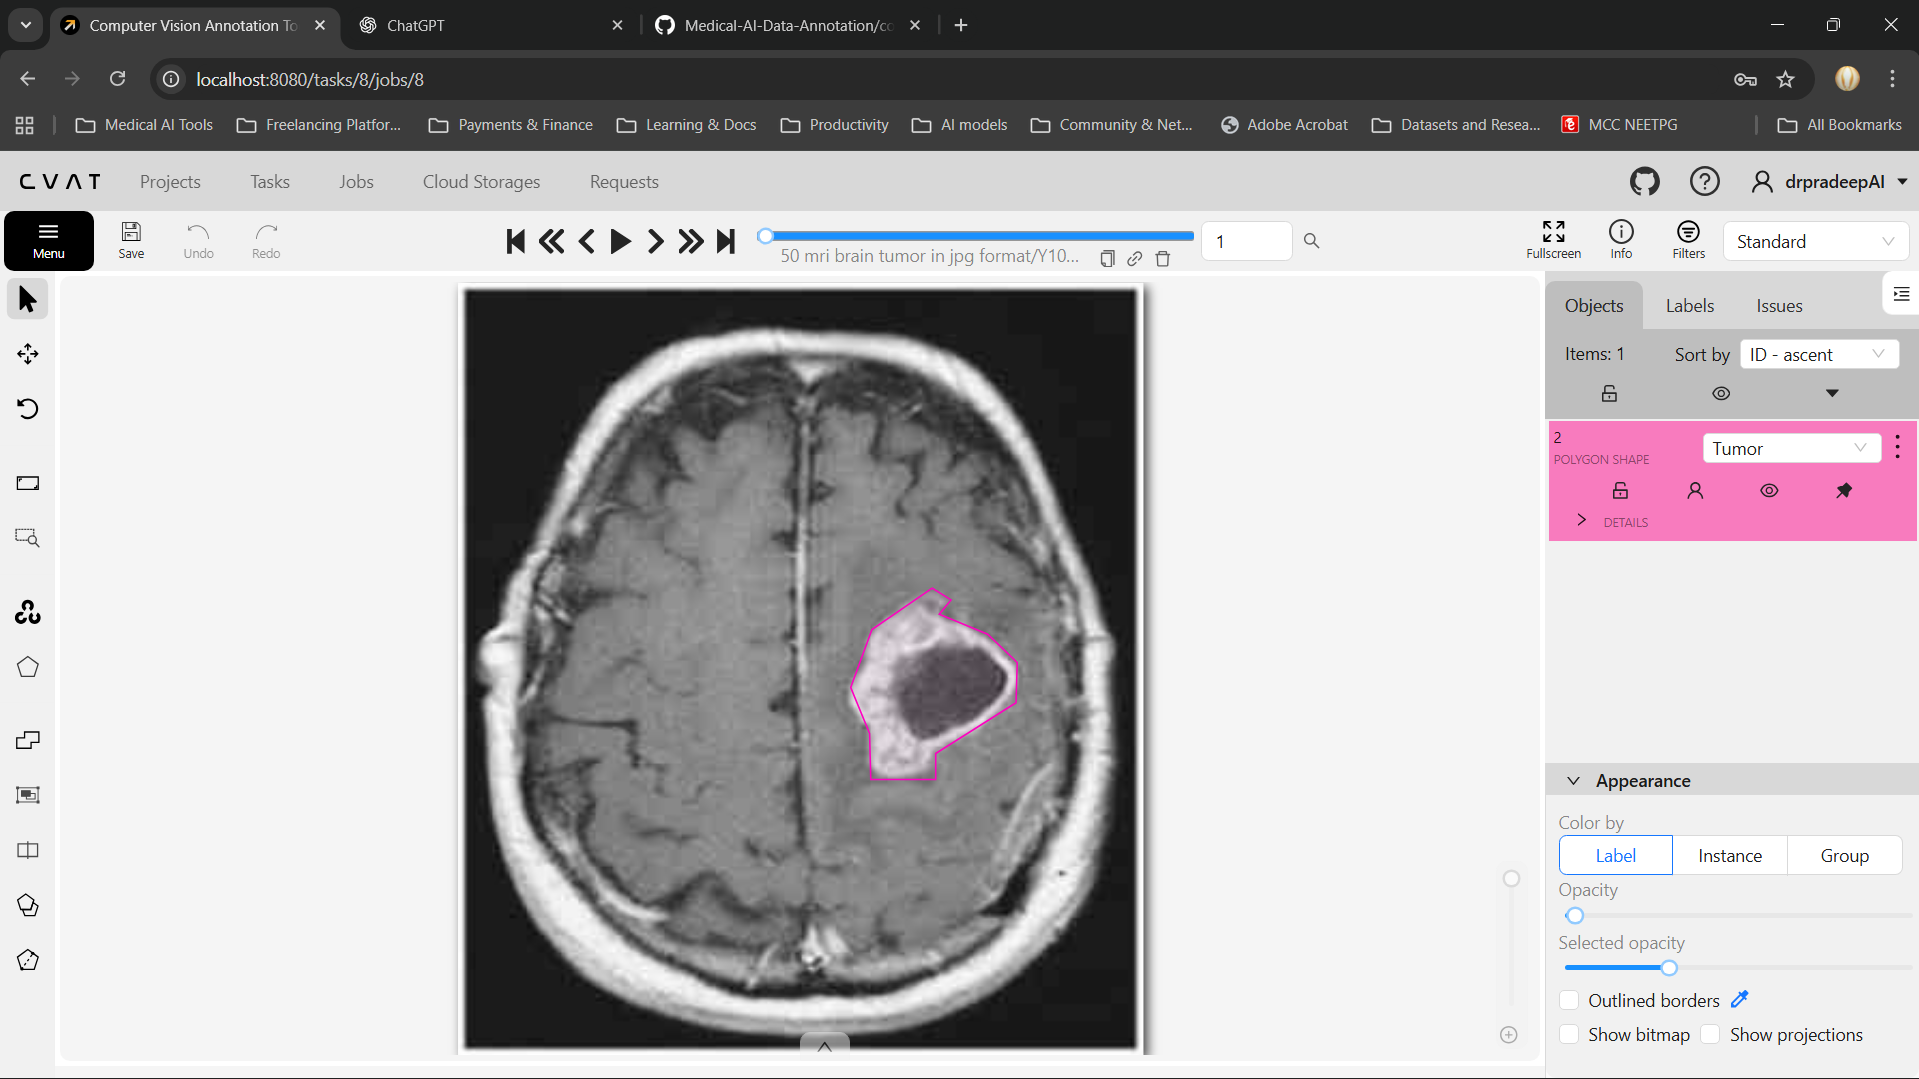 Computer Vision Annotation To
ChatGPT
Medical-AI-Data-Annotation/co
localhost:8080/tasks/8/jobs/8
Medical AI Tools
Freelancing Platfor...
Payments & Finance
Learning & Docs
Productivity
AI models
Community & Net...
Adobe Acrobat
Datasets and Resea...
MCC NEETPG
All Bookmarks
CVAT
Projects
Tasks
Jobs
Cloud Storages
Requests
drpradeepAI
Menu
Save
Undo
Redo
50 mri brain tumor in jpg format/Y10...
1
Fullscreen
Info
Filters
Standard
Objects
Labels
Issues
Items: 1
Sort by
ID - ascent
2
POLYGON SHAPE
Tumor
DETAILS
Appearance
Color by
Label
Instance
Group
Opacity
Selected opacity
Outlined borders
Show bitmap
Show projections